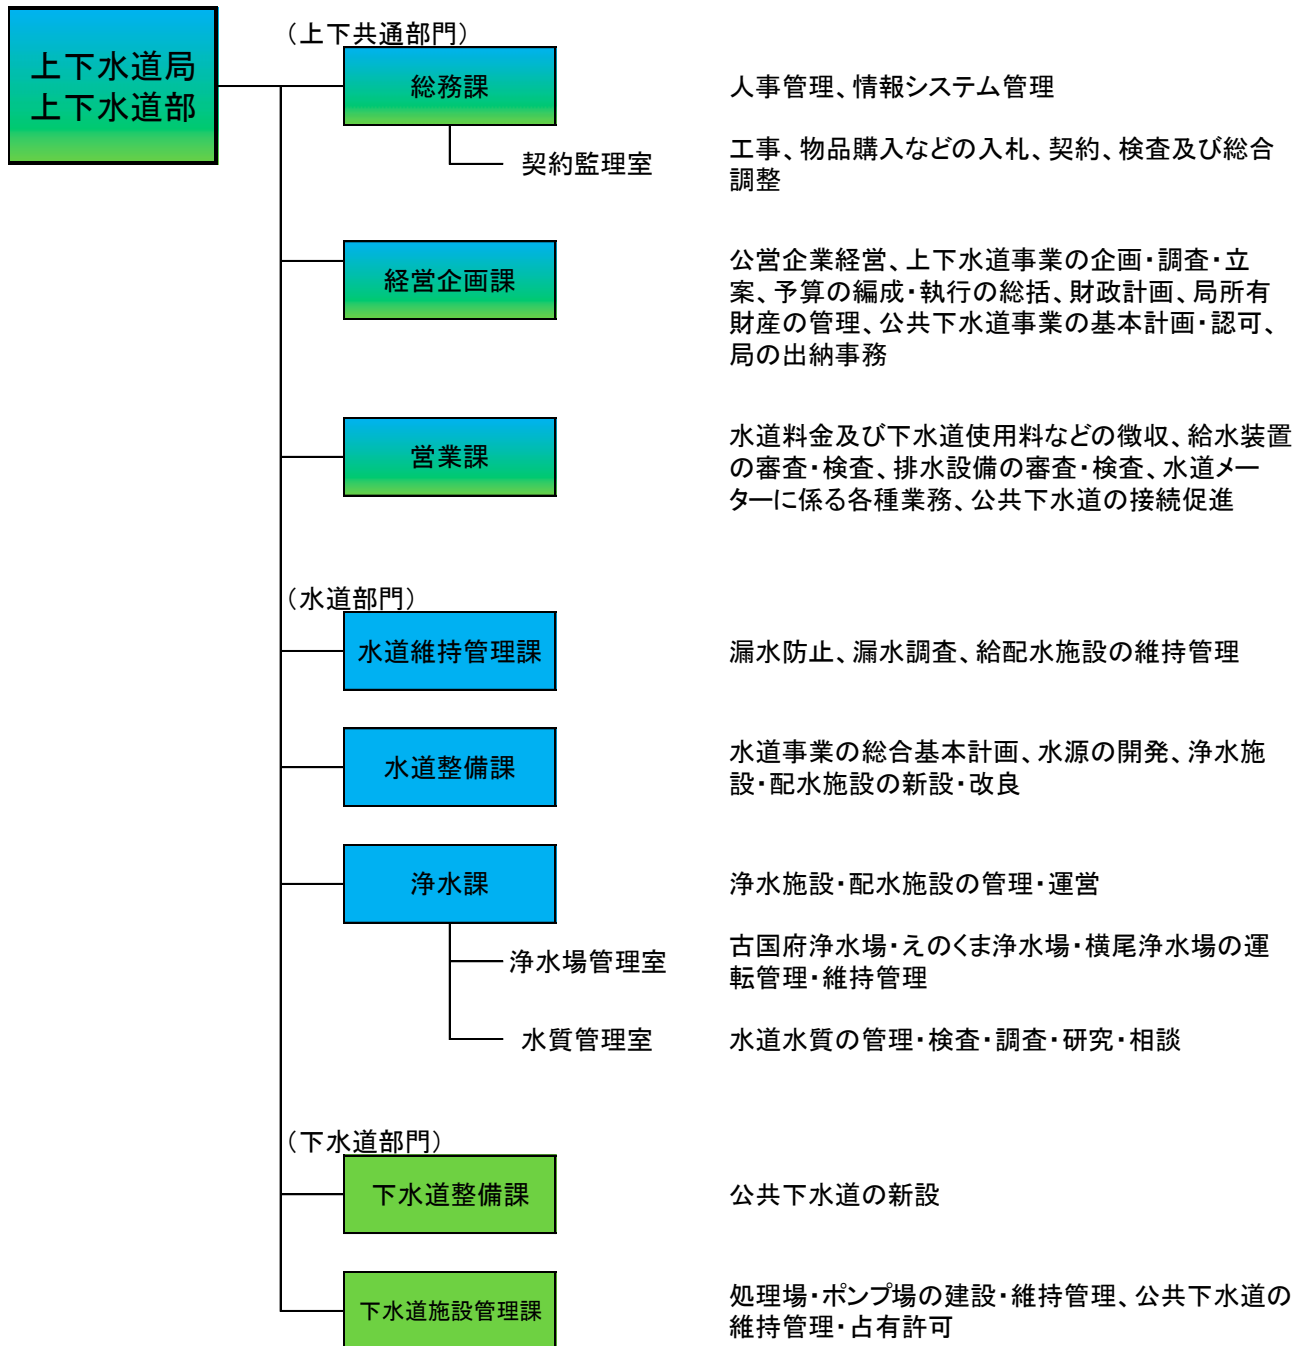 上下水道局
上下水道部
（上下共通部門）
総務課
人事管理、情報システム管理
契約監理室
工事、物品購入などの入札、契約、検査及び総合
調整
経営企画課
公営企業経営、上下水道事業の企画・調査・立
案、予算の編成・執行の総括、財政計画、局所有
財産の管理、公共下水道事業の基本計画・認可、
局の出納事務
営業課
水道料金及び下水道使用料などの徴収、給水装置
の審査・検査、排水設備の審査・検査、水道メー
ターに係る各種業務、公共下水道の接続促進
（水道部門）
水道維持管理課
漏水防止、漏水調査、給配水施設の維持管理
水道整備課
水道事業の総合基本計画、水源の開発、浄水施
設・配水施設の新設・改良
浄水課
浄水施設・配水施設の管理・運営
浄水場管理室
古国府浄水場・えのくま浄水場・横尾浄水場の運
転管理・維持管理
水質管理室
水道水質の管理・検査・調査・研究・相談
（下水道部門）
下水道整備課
公共下水道の新設
下水道施設管理課
処理場・ポンプ場の建設・維持管理、公共下水道の
維持管理・占有許可